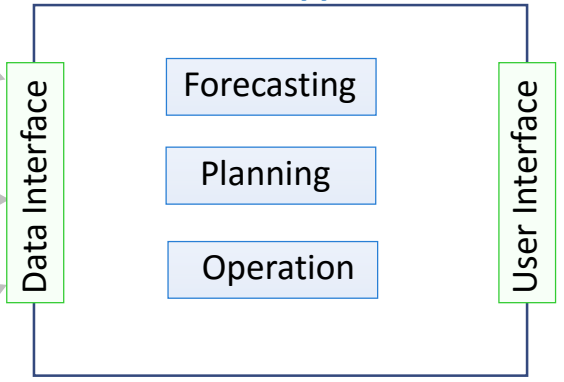 Data Interface
Forecasting
Planning
Operation
User Interface